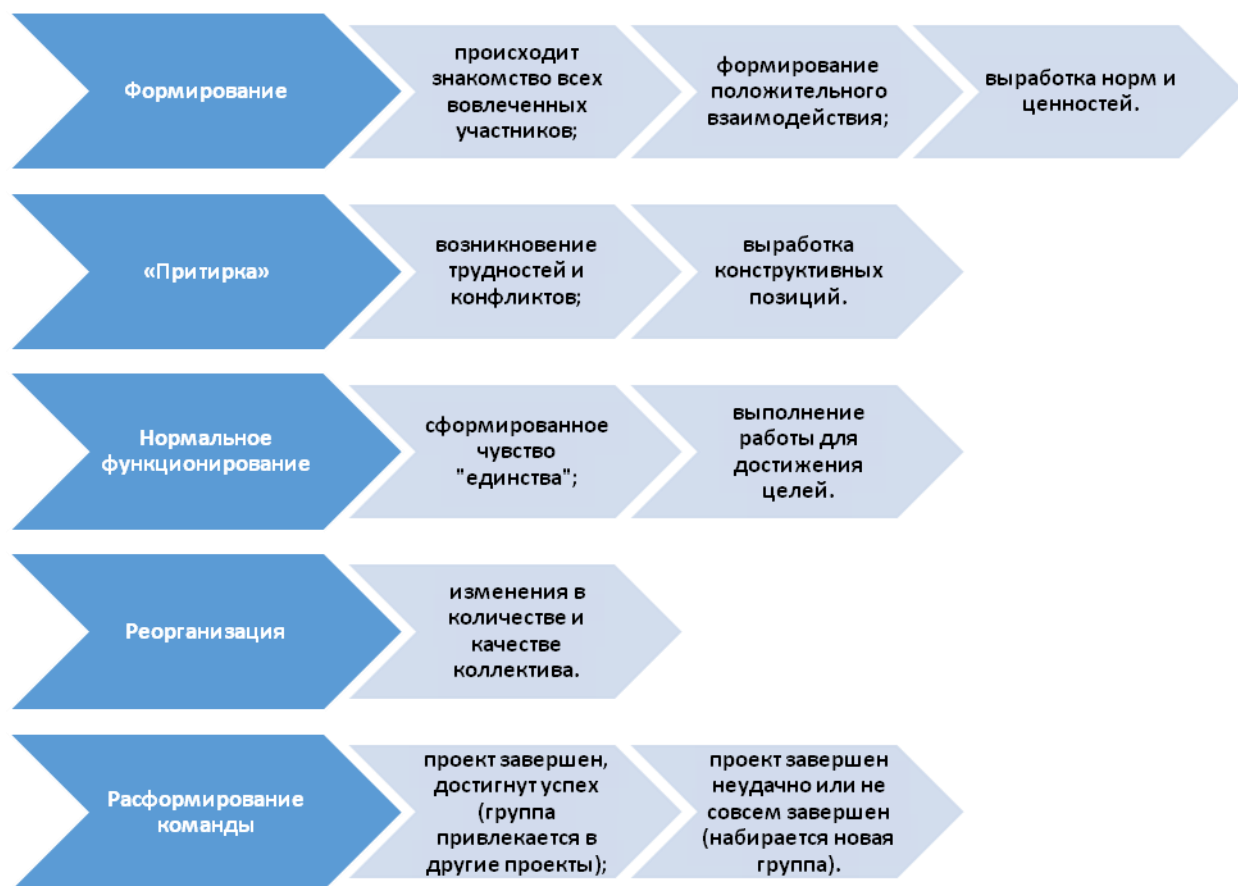 Формирование
происходит
знакомство всех
вовлеченных
участников;
формирование
положительного
взаимодействия;
выработка норм и
ценностей.
«Притирка»
возникновение
трудностей и
конфликтов;
выработка
конструктивных
позиций.
Нормальное
функционирование
сформированное
чувство
"единства";
выполнение
работы для
достижения
целей.
Реорганизация
изменения в
количестве и
качестве
коллектива.
Расформирование
команды
проект завершен,
достигнут успех
(группа
привлекается в
другие проекты);
проект завершен
неудачно или не
совсем завершен
(набирается новая
группа).